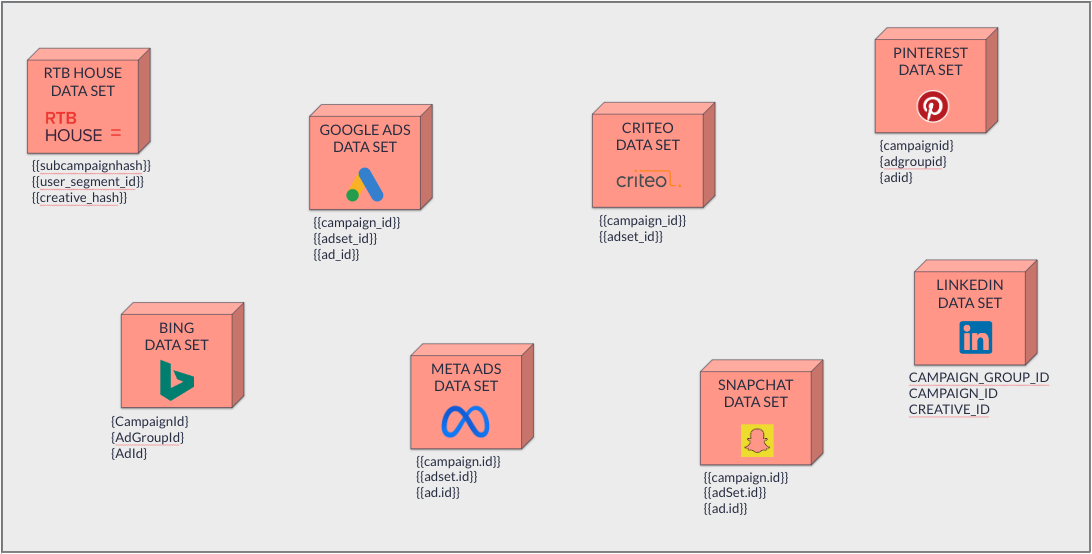 RTB HOUSE
DATA SET
RTB
HOUSE =
{{subcampaignhash}}
{{user_segment_id}}
{{creative_hash}}
GOOGLE ADS
DATA SET
{{campaign_id}}
{{adset_id}}
{{ad_id}}
CRITEO
DATA SET
criteo
{{campaign_id}}
{{adset_id}}
PINTEREST
DATA SET
{campaignid}
{adgroupid}
{adid}
BING
DATA SET
{CampaignId}
{AdGroupId}
{AdId}
META ADS
DATA SET
{{campaign.id}}
{{adset.id}}
{{ad.id}}
SNAPCHAT
DATA SET
{{campaign.id}}
{{adSet.id}}
{{ad.id}}
LINKEDIN
DATA SET
in
CAMPAIGN_GROUP_ID
CAMPAIGN_ID
CREATIVE_ID